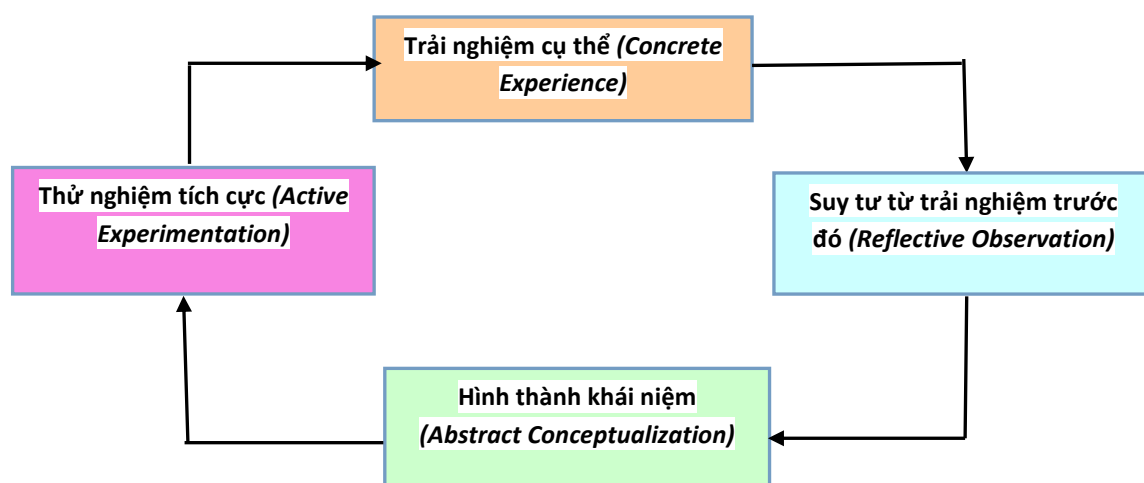 Trải nghiệm cụ thể (Concrete
Experience)
Thử nghiệm tích cực (Active
Experimentation)
Suy tư từ trải nghiệm trước
đó (Reflective Observation)
Hình thành khái niệm
(Abstract Conceptualization)